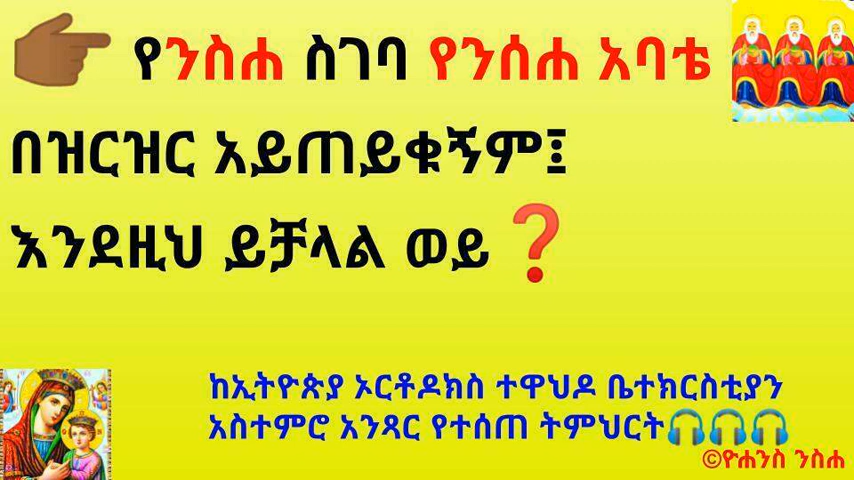 የንስሐ ስገባ የንሰሐ አባቴ
በዝርዝር አይጠይቁኝም፤
እንደዚህ ይቻላል ወይ❓
ከኢትዮጵያ ኦርቶዶክስ ተዋህዶ ቤተክርስቲያን
አስተምሮ አንጻር የተሰጠ ትምህርት🎧🎧🎧
©ዮሐንስ ንስሐ